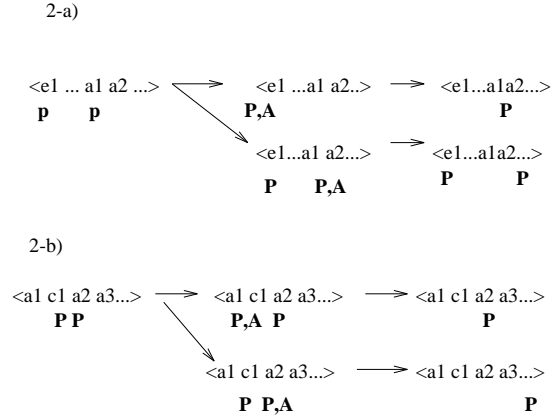 2-a)
<e1 ... a1 a2 ...> <e1 ...a1 a2..> <e1...a1a2...>
p p P,A P
<e1...a1 a2...> <e1...a1a2...>
P P,A P P
2-b)
<a1 c1 a2 a3...> <a1 c1 a2 a3...> <a1 c1 a2 a3...>
P P P,A P P
<a1 c1 a2 a3...> <a1 c1 a2 a3...>
P P,A P